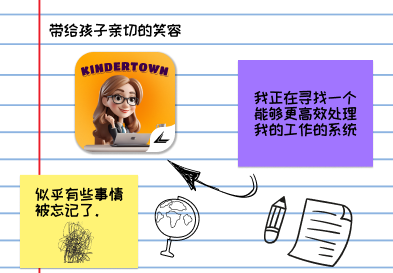 带给孩子亲切的笑容
KINDERTOWN
我正在寻找一个
能够更高效处理
我的工作的系统
似乎有些事情
被忘记了.